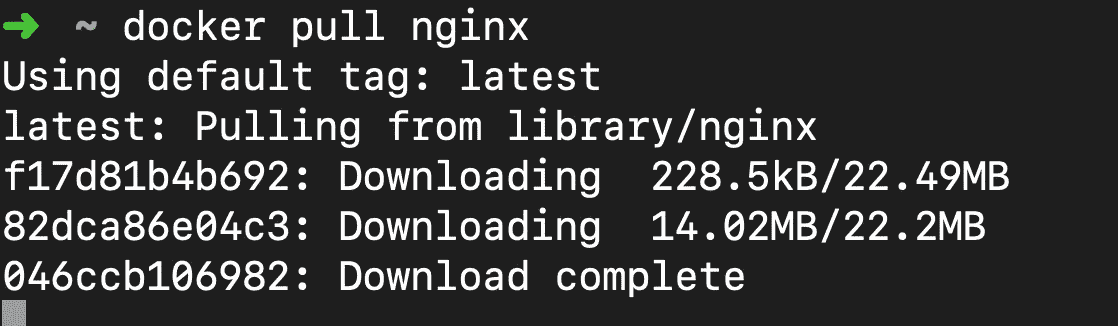 ➜ ~ docker pull nginx
Using default tag: latest
latest: Pulling from library/nginx
f17d81b4b692: Downloading 228.5kB/22.49MB
82dca86e04c3: Downloading 14.02MB/22.2MB
046ccb106982: Download complete